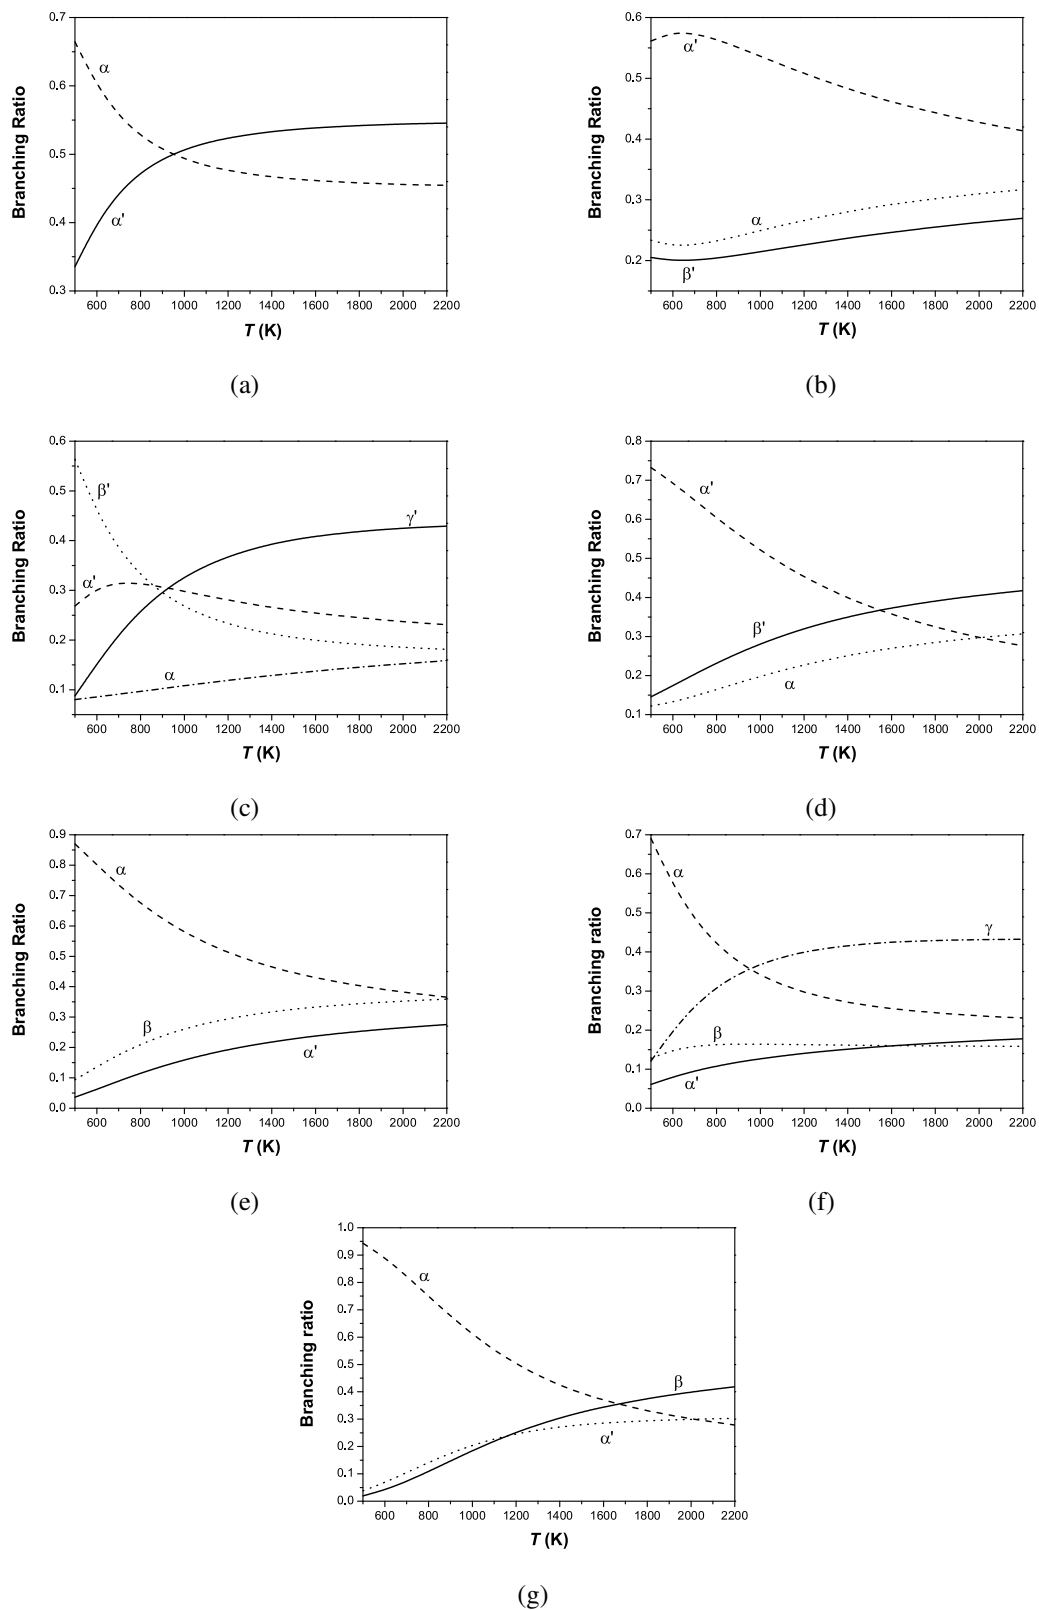 0.7
0.6
0.5
0.4
0.3
Branching Ratio
α
α'
600 800 1000 1200 1400 1600 1800 2000 2200
T (K)
(a)
0.6
0.5
0.4
0.3
0.2
Branching Ratio
α'
α
β'
600 800 1000 1200 1400 1600 1800 2000 2200
T (K)
(b)
0.6
0.5
0.4
0.3
0.2
0.1
Branching Ratio
β'
γ'
α'
α
600 800 1000 1200 1400 1600 1800 2000 2200
T (K)
(c)
0.8
0.7
0.6
0.5
0.4
0.3
0.2
0.1
Branching Ratio
α'
β'
α
600 800 1000 1200 1400 1600 1800 2000 2200
T (K)
(d)
0.9
0.8
0.7
0.6
0.5
0.4
0.3
0.2
0.1
0.0
Branching Ratio
α
β
α'
600 800 1000 1200 1400 1600 1800 2000 2200
T (K)
(e)
0.7
0.6
0.5
0.4
0.3
0.2
0.1
0.0
Branching ratio
α
γ
β
α'
600 800 1000 1200 1400 1600 1800 2000 2200
T (K)
(f)
1.0
0.9
0.8
0.7
0.6
0.5
0.4
0.3
0.2
0.1
0.0
Branching ratio
α
β
α'
600 800 1000 1200 1400 1600 1800 2000 2200
T (K)
(g)